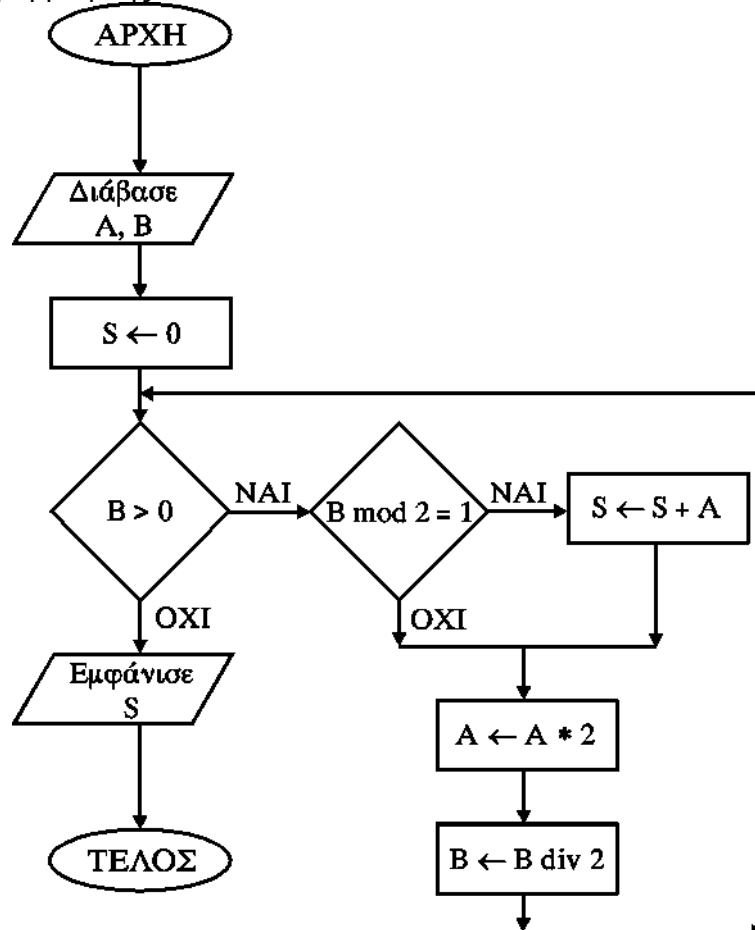 ΑΡΧΗ
Διάβασε
Α, Β
S ← 0
Β > 0
ΝΑΙ
Β mod 2 = 1
ΝΑΙ
S ← S + Α
ΟΧΙ
ΟΧΙ
Εμφάνισε
S
Α ← Α * 2
ΤΕΛΟΣ
Β ← Β div 2